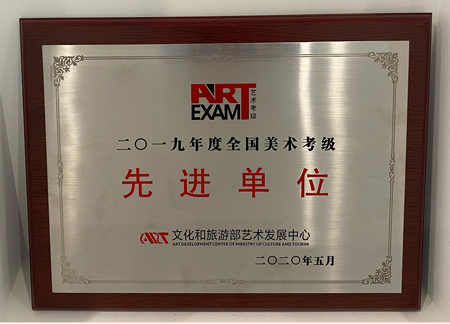 ART
EXAM
艺术考级
二〇一九年度全国美术考级
先进单位
ART 文化和旅游部艺术发展中心
ART DEVELOPMENT CENTER OF MINISTRY OF CULTURE AND TOURISM
二〇二〇年五月